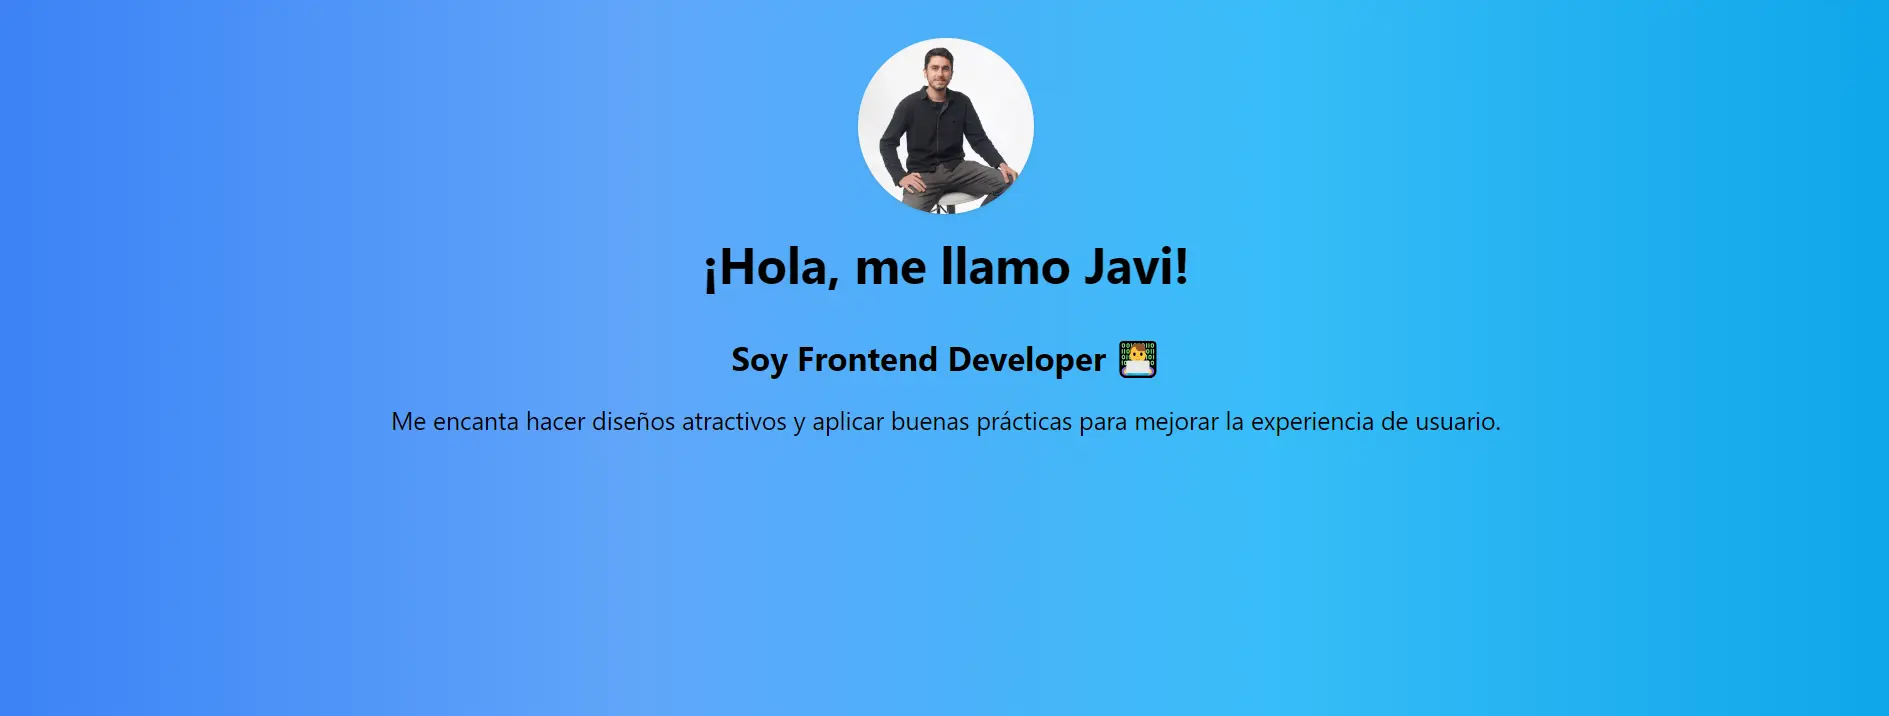 ¡Hola, me llamo Javi!
Soy Frontend Developer 👨‍💻
Me encanta hacer diseños atractivos y aplicar buenas prácticas para mejorar la experiencia de usuario.